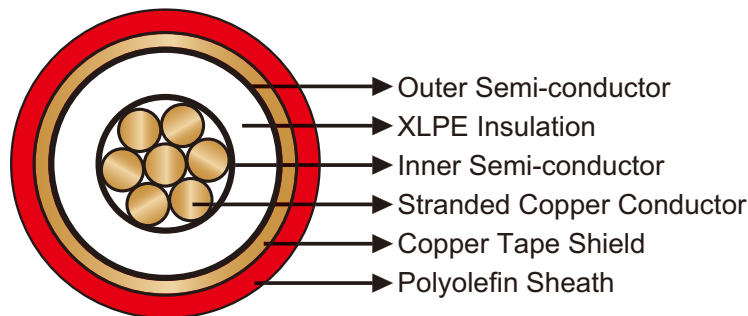 Outer Semi-conductor
XLPE Insulation
Inner Semi-conductor
Stranded Copper Conductor
Copper Tape Shield
Polyolefin Sheath